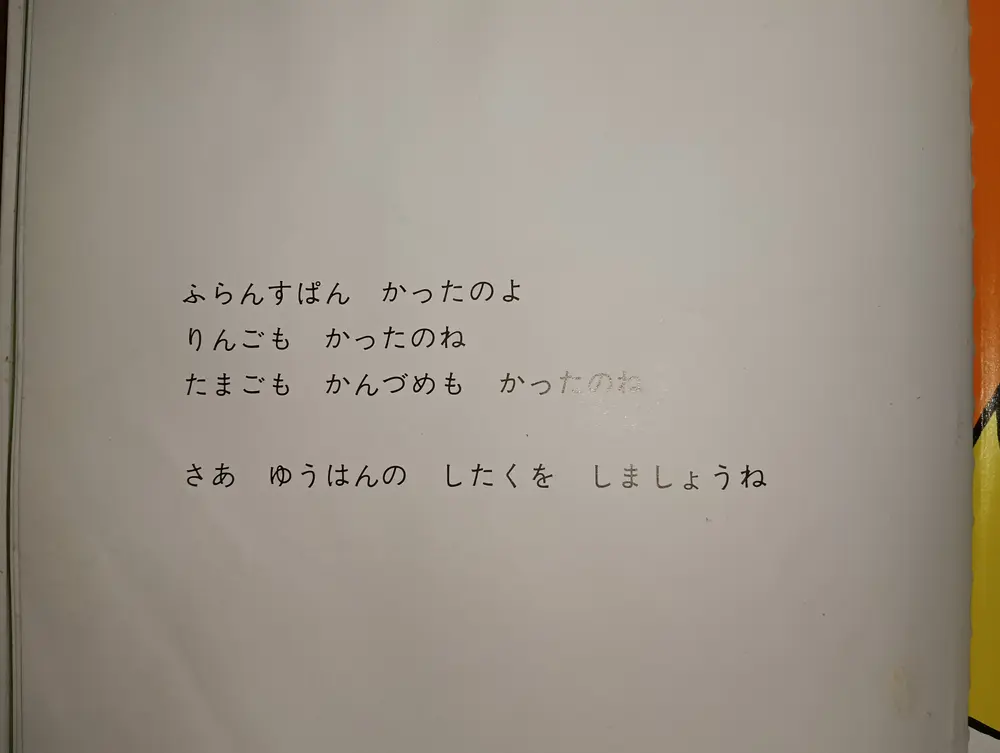 ふらんすぱん　かったのよ
りんごも　かったのね
たまごも　かんづめも　かったのね
さあ　ゆうはんの　したくを　しましょうね